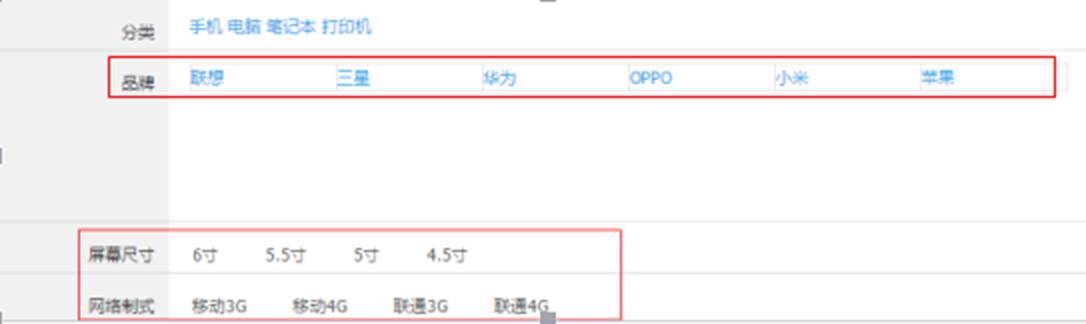 分类 手机 电脑 笔记本 打印机
品牌 联想 三星 华为 OPPO 小米 苹果
屏幕尺寸 6寸 5.5寸 5寸 4.5寸
网络制式 移动3G 移动4G 联通3G 联通4G